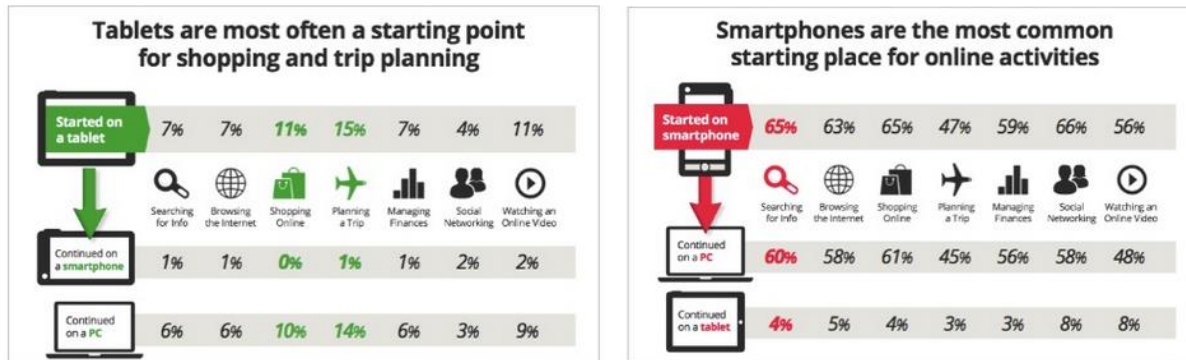 Tablets are most often a starting point
for shopping and trip planning
Started on
a tablet
7% 7% 11% 15% 7% 4% 11%
Searching for Info
Browsing the Internet
Shopping Online
Planning a Trip
Managing Finances
Social Networking
Watching an Online Video
Continued on
a smartphone
1% 1% 0% 1% 1% 2% 2%
Continued
on a PC
6% 6% 10% 14% 6% 3% 9%
Smartphones are the most common
starting place for online activities
Started on
smartphone
65% 63% 65% 47% 59% 66% 56%
Searching for Info
Browsing the Internet
Shopping Online
Planning a Trip
Managing Finances
Social Networking
Watching an Online Video
Continued
on a PC
60% 58% 61% 45% 56% 58% 48%
Continued
on a tablet
4% 5% 4% 3% 3% 8% 8%